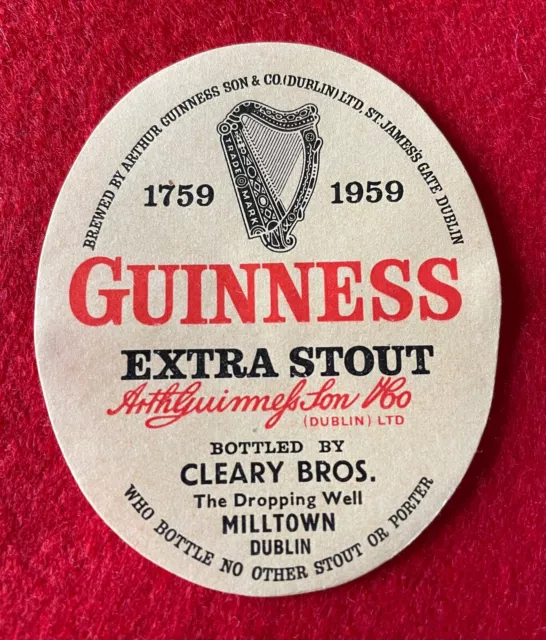 BREWED BY ARTHUR GUINNESS SON & CO. (DUBLIN) LTD, ST. JAMES'S GATE DUBLIN
TRADE MARK
1759 1959
GUINNESS
EXTRA STOUT
Arth Guinness Son & Co
(DUBLIN) LTD
BOTTLED BY
CLEARY BROS.
The Dropping Well
MILLTOWN
DUBLIN
WHO BOTTLE NO OTHER STOUT OR PORTER